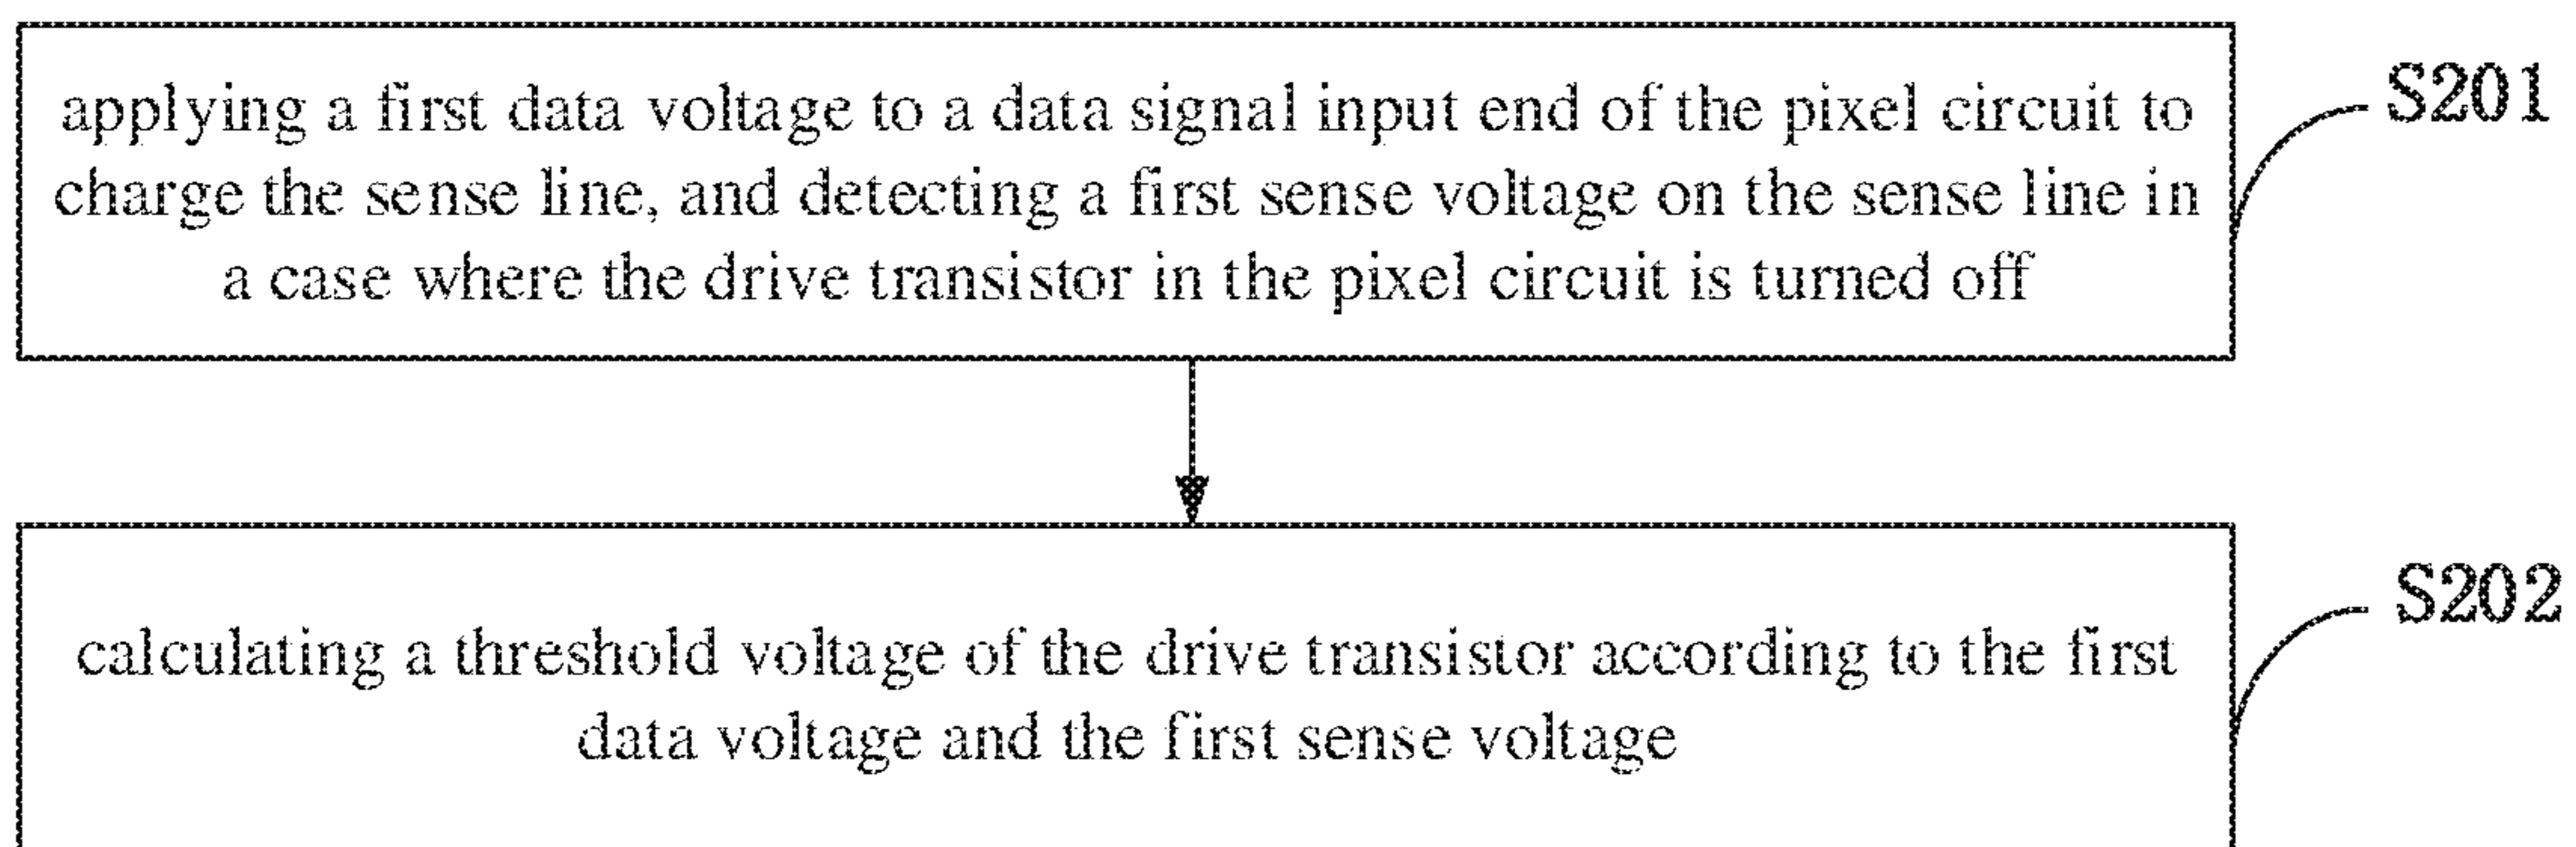 applying a first data voltage to a data signal input end of the pixel circuit to
charge the sense line, and detecting a first sense voltage on the sense line in
a case where the drive transistor in the pixel circuit is turned off
S201
calculating a threshold voltage of the drive transistor according to the first
data voltage and the first sense voltage
S202